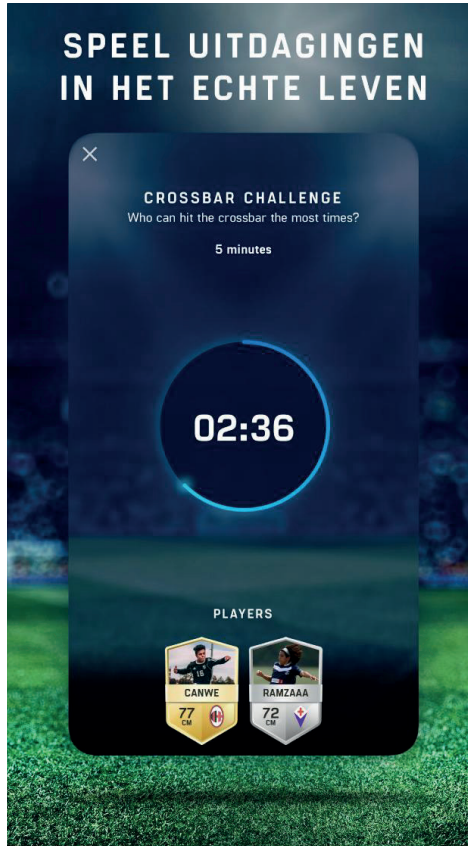 SPEEL UITDAGINGEN
IN HET ECHTE LEVEN
CROSSBAR CHALLENGE
Who can hit the crossbar the most times?
5 minutes
02:36
PLAYERS
CANWE
77
CM
RAMZAAA
72
CM